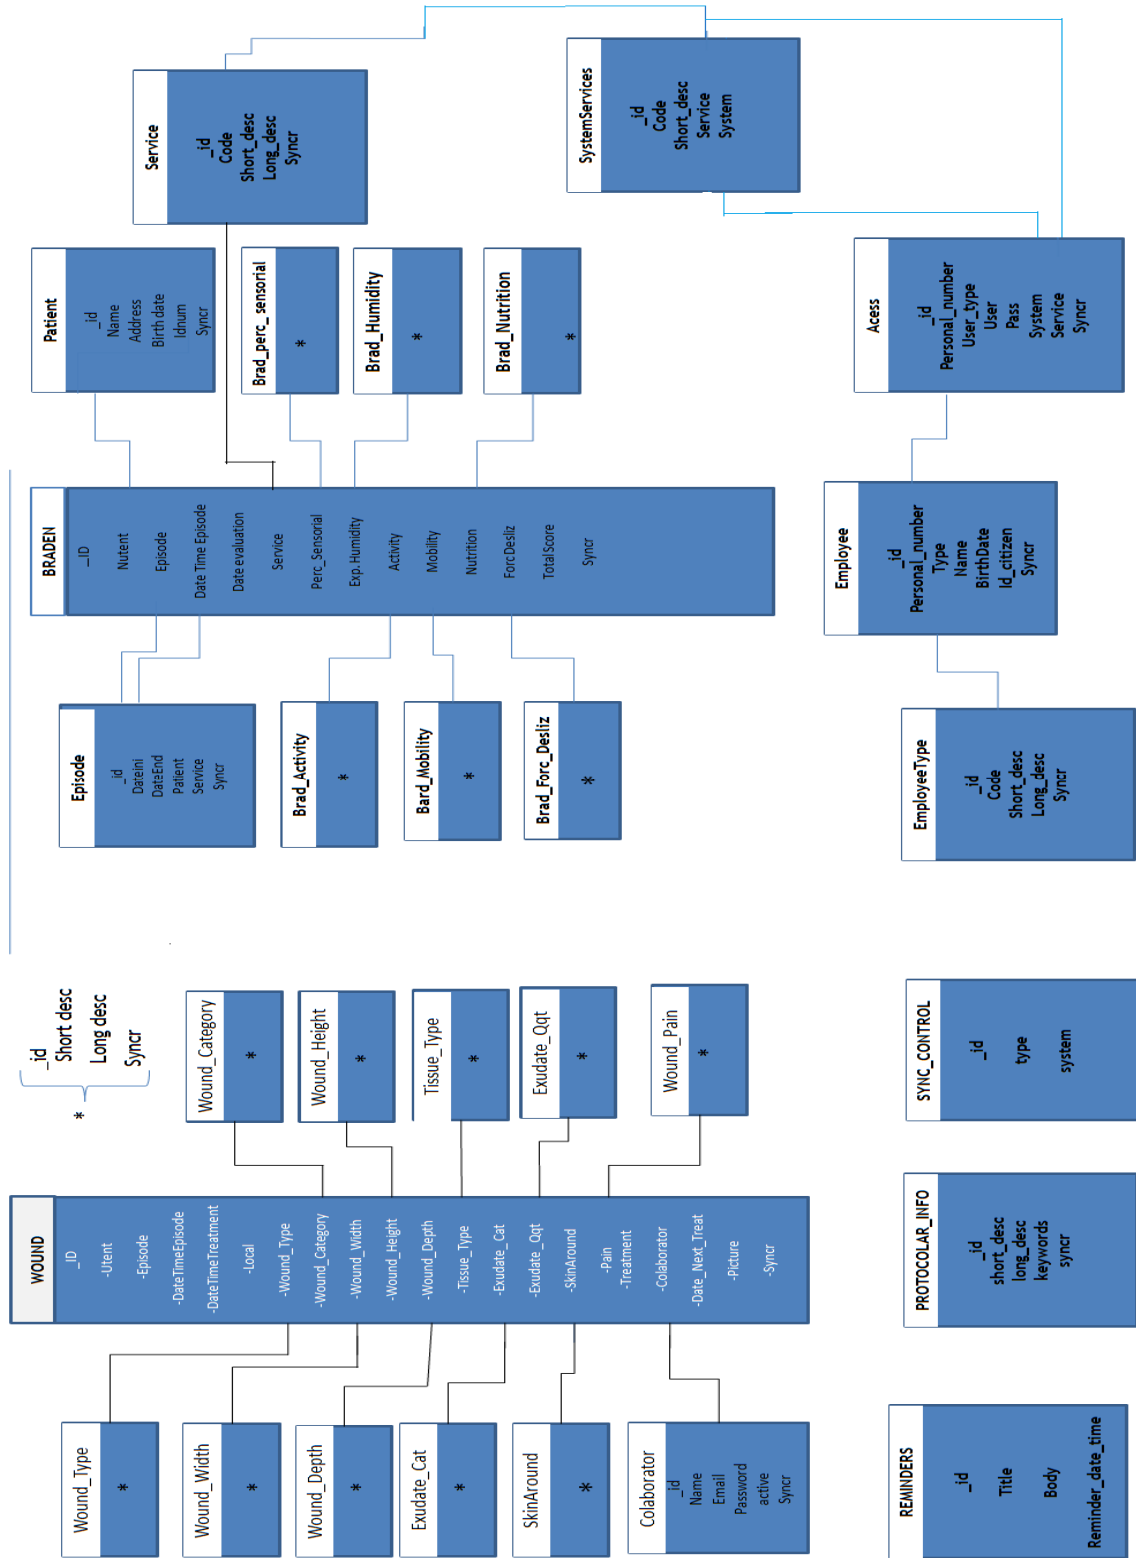 Wound_Type
*
Wound_Width
*
Wound_Depth
*
Exudate_Cat
*
SkinAround
*
Colaborator
_id
Name
Email
Password
active
Syncr
WOUND
_ID
-Utent
-Episode
-DateTimeEpisode
-DateTimeTreatment
-Local
-Wound_Type
-Wound_Category
-Wound_Width
-Wound_Height
-Wound_Depth
-Tissue_Type
-Exudate_Cat
-Exudate_Qqt
-SkinAround
-Pain
-Treatment
-Colaborator
-Date_Next_Treat
-Picture
-Syncr
*
_id
Short desc
Long desc
Syncr
Wound_Category
*
Wound_Height
*
Tissue_Type
*
Exudate_Qqt
*
Wound_Pain
*
Episode
_id
DateIni
DateEnd
Patient
Service
Syncr
Brad_Activity
*
Bard_Mobility
*
Brad_Forc_Desliz
*
BRADEN
_ID
Nutent
Episode
Date Time Episode
Date evaluation
Service
Perc_Sensorial
Exp. Humidity
Activity
Mobility
Nutrition
Forc Desliz
Total Score
Syncr
Patient
_id
Name
Address
Birth date
Idnum
Syncr
Brad_perc_ sensorial
*
Brad_Humidity
*
Brad_Nutrition
*
Service
_id
Code
Short_desc
Long_desc
Syncr
SystemServices
_id
Code
Short_desc
Service
System
REMINDERS
_id
Title
Body
Reminder_date_time
PROTOCOLAR_INFO
_id
short_desc
long_desc
keywords
syncr
SYNC_CONTROL
_id
type
system
EmployeeType
_id
Code
Short_desc
Long_desc
Syncr
Employee
_id
Personal_number
Type
Name
BirthDate
Id_citizen
Syncr
Acess
_id
Personal_number
User_type
User
Pass
System
Service
Syncr